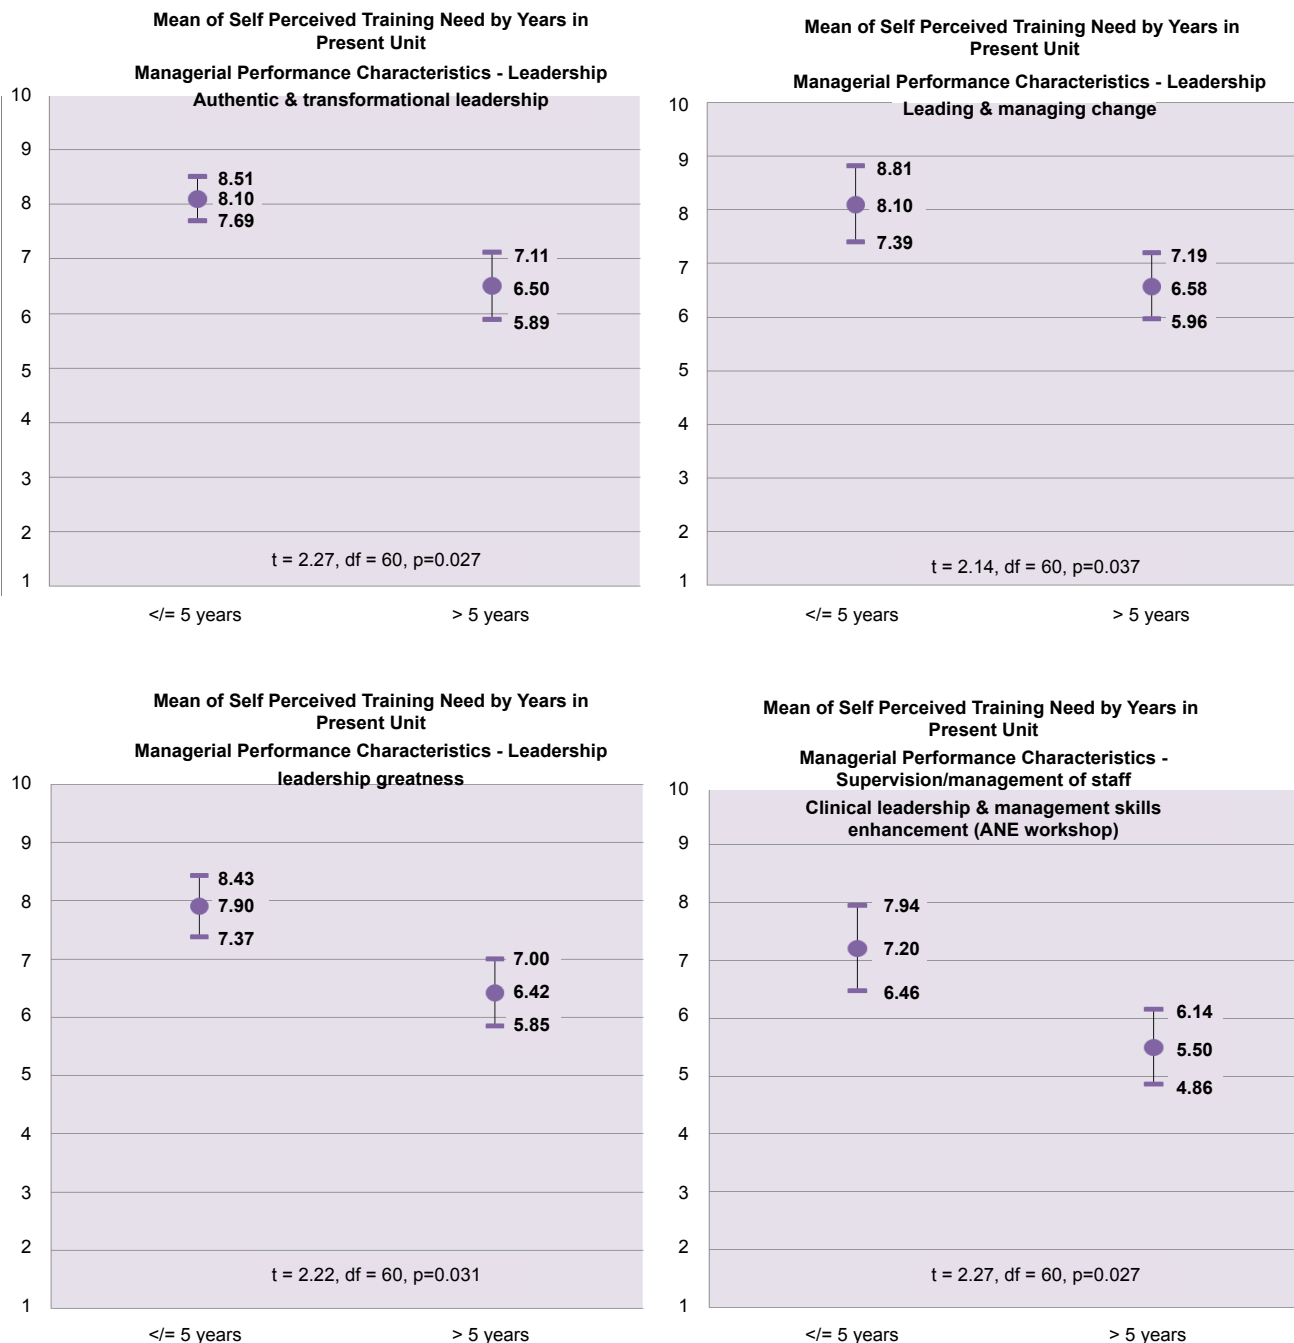 Mean of Self Perceived Training Need by Years in
Present Unit
Managerial Performance Characteristics - Leadership
Authentic & transformational leadership
10
9
8
7
6
5
4
3
2
1
8.51
8.10
7.69
7.11
6.50
5.89
t = 2.27, df = 60, p=0.027
</= 5 years
> 5 years
Mean of Self Perceived Training Need by Years in
Present Unit
Managerial Performance Characteristics - Leadership
Leading & managing change
10
9
8
7
6
5
4
3
2
1
8.81
8.10
7.39
7.19
6.58
5.96
t = 2.14, df = 60, p=0.037
</= 5 years
> 5 years
Mean of Self Perceived Training Need by Years in
Present Unit
Managerial Performance Characteristics - Leadership
leadership greatness
10
9
8
7
6
5
4
3
2
1
8.43
7.90
7.37
7.00
6.42
5.85
t = 2.22, df = 60, p=0.031
</= 5 years
> 5 years
Mean of Self Perceived Training Need by Years in
Present Unit
Managerial Performance Characteristics -
Supervision/management of staff
Clinical leadership & management skills
enhancement (ANE workshop)
10
9
8
7
6
5
4
3
2
1
7.94
7.20
6.46
6.14
5.50
4.86
t = 2.27, df = 60, p=0.027
</= 5 years
> 5 years